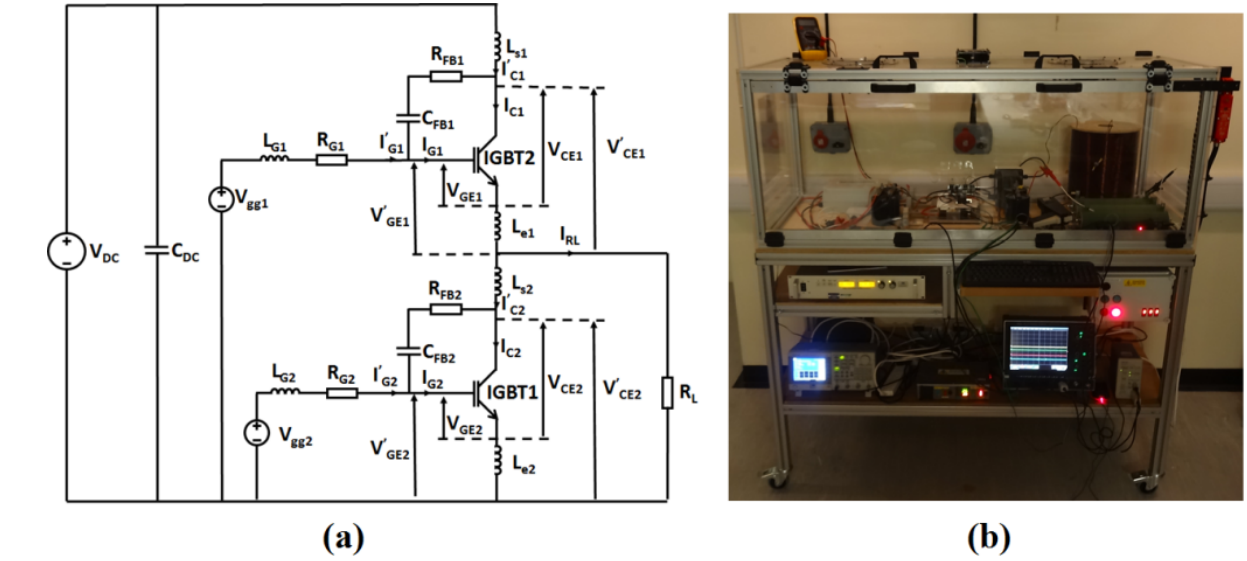 L_s1
R_FB1
I'_C1
I_C1
C_FB1
L_G1
R_G1
I'_G1
I_G1
IGBT2
V_CE1
V'_CE1
V_GE1
V_gg1
V'_GE1
L_e1
I_RL
V_DC
C_DC
L_s2
R_FB2
I'_C2
C_FB2
I_C2
L_G2
R_G2
I'_G2
I_G2
IGBT1
V_CE2
V'_CE2
R_L
V_GE2
V_gg2
V'_GE2
L_e2
(a)
(b)